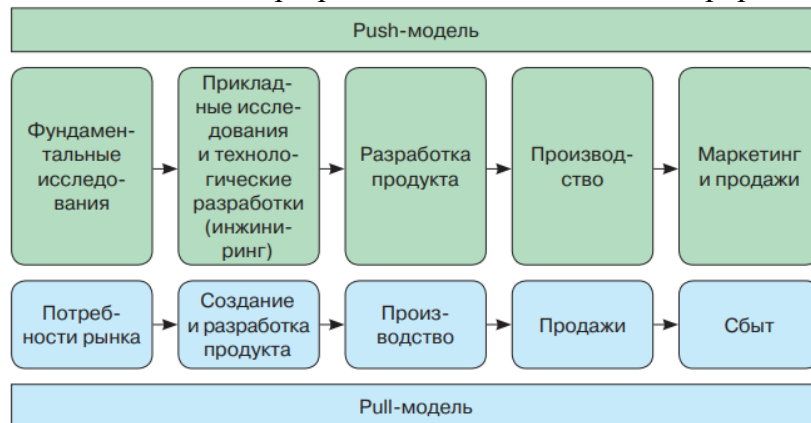 Push-модель
Фундамен-
тальные
исследо-
вания
Приклад-
ные иссле-
дования
и техноло-
гические
разработки
(инжини-
ринг)
Разработка
продукта
Производ-
ство
Маркетинг
и продажи
Потреб-
ности рынка
Создание
и разработка
продукта
Произ-
водство
Продажи
Сбыт
Pull-модель